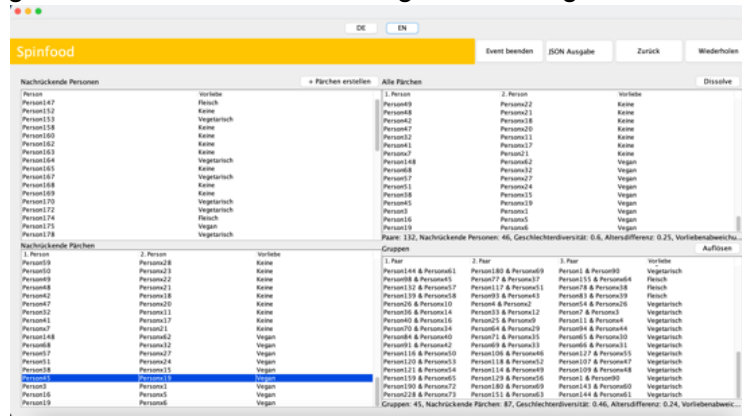 DE EN
Spinfood Event beenden JSON Ausgabe Zurück Wiederholen
Nachrückende Personen + Pärchen erstellen Alle Pärchen Dissolve
Person Vorliebe
Person147 Fleisch
Person152 Keine
Person153 Vegetarisch
Person158 Keine
Person160 Keine
Person162 Keine
Person163 Keine
Person164 Vegetarisch
Person165 Keine
Person167 Vegetarisch
Person168 Keine
Person169 Keine
Person170 Vegetarisch
Person172 Vegetarisch
Person174 Fleisch
Person175 Vegan
Person178 Vegetarisch
1. Person 2. Person Vorliebe
Person49 Personx22 Keine
Person48 Personx21 Keine
Person42 Personx18 Keine
Person47 Personx20 Keine
Person32 Personx11 Keine
Person41 Personx17 Keine
Personx7 Person21 Keine
Person148 Personx62 Vegan
Person68 Personx32 Vegan
Person57 Personx27 Vegan
Person51 Personx24 Vegan
Person38 Personx15 Vegan
Person45 Personx19 Vegan
Person3 Personx1 Vegan
Person16 Personx5 Vegan
Person19 Personx6 Vegan
Paare: 132, Nachrückende Personen: 46, Geschlechterdiversität: 0.6, Altersdifferenz: 0.25, Vorliebenabweichu...
Nachrückende Pärchen
1. Person 2. Person Vorliebe
Person59 Personx28 Keine
Person50 Personx23 Keine
Person49 Personx22 Keine
Person48 Personx21 Keine
Person42 Personx18 Keine
Person47 Personx20 Keine
Person32 Personx11 Keine
Person41 Personx17 Keine
Personx7 Person21 Keine
Person148 Personx62 Vegan
Person68 Personx32 Vegan
Person57 Personx27 Vegan
Person51 Personx24 Vegan
Person38 Personx15 Vegan
Person45 Personx19 Vegan
Person3 Personx1 Vegan
Person16 Personx5 Vegan
Person19 Personx6 Vegan
Gruppen Auflösen
1. Paar 2. Paar 3. Paar Vorliebe
Person144 & Personx61 Person180 & Personx69 Person1 & Person90 Vegetarisch
Person98 & Personx45 Person77 & Personx37 Person155 & Personx64 Fleisch
Person132 & Personx57 Person117 & Personx51 Person78 & Personx38 Fleisch
Person139 & Personx58 Person93 & Personx43 Person83 & Personx39 Fleisch
Person26 & Personx10 Person4 & Personx2 Person54 & Personx26 Vegetarisch
Person36 & Personx14 Person33 & Personx12 Person7 & Personx3 Vegetarisch
Person40 & Personx16 Person25 & Personx9 Person11 & Personx4 Vegetarisch
Person70 & Personx34 Person64 & Personx29 Person94 & Personx44 Vegetarisch
Person84 & Personx40 Person71 & Personx35 Person65 & Personx30 Vegetarisch
Person91 & Personx42 Person69 & Personx33 Person66 & Personx31 Vegetarisch
Person116 & Personx50 Person106 & Personx46 Person127 & Personx55 Vegetarisch
Person120 & Personx53 Person118 & Personx52 Person107 & Personx47 Vegetarisch
Person121 & Personx54 Person114 & Personx49 Person109 & Personx48 Vegetarisch
Person159 & Personx65 Person129 & Personx56 Person1 & Person90 Vegetarisch
Person190 & Personx72 Person180 & Personx69 Person143 & Personx60 Vegetarisch
Person228 & Personx73 Person151 & Personx63 Person144 & Personx61 Vegetarisch
Gruppen: 45, Nachrückende Pärchen: 87, Geschlechterdiversität: 0.46, Altersdifferenz: 0.24, Vorliebenabweic...